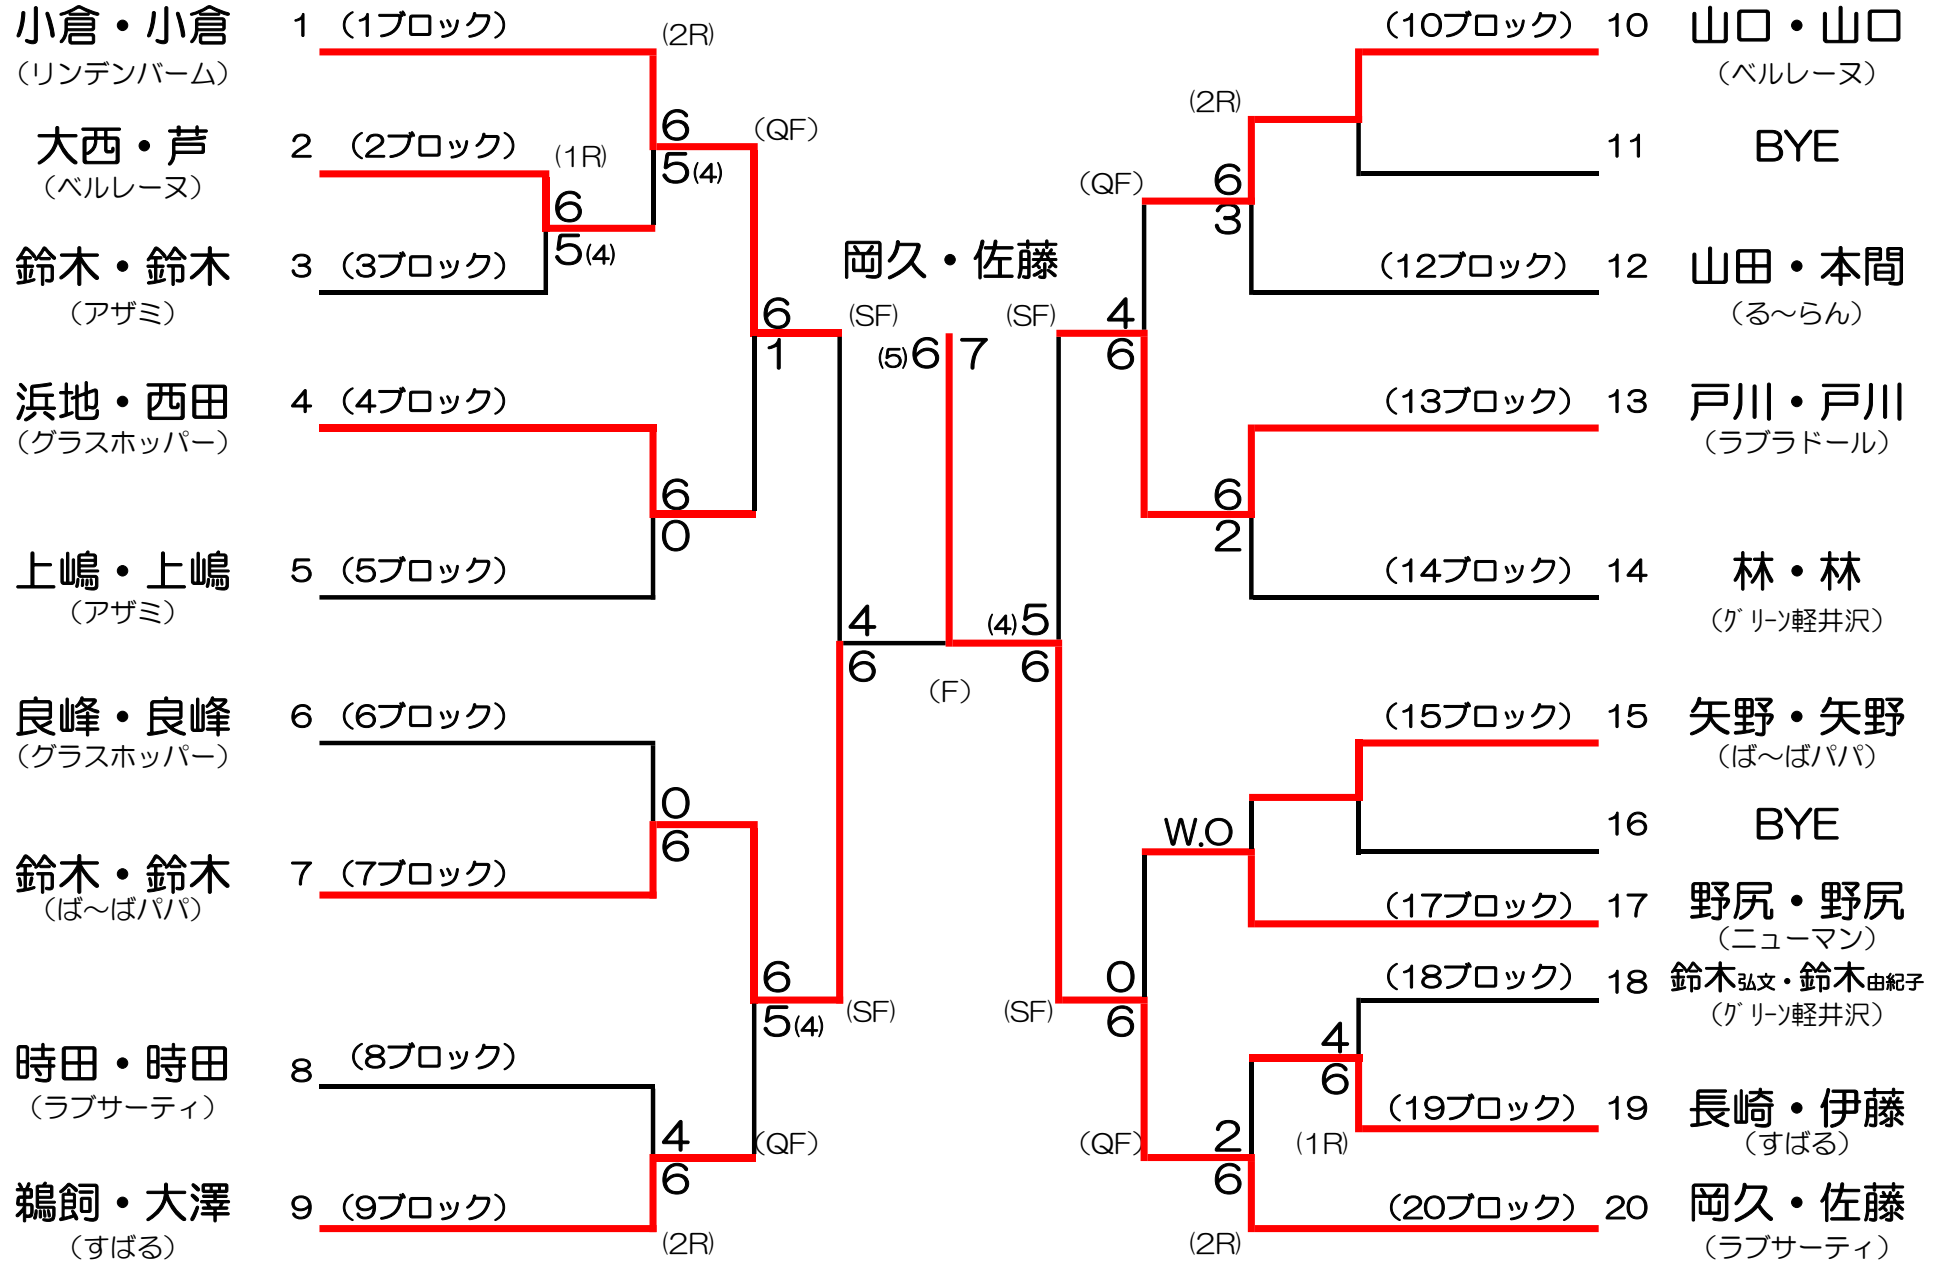 小倉・小倉 1 (1ブロック)
(リンデンバーム)
(2R)
6
5(4)
(QF)
大西・芦 2 (2ブロック)
(ベルレーヌ)
(1R)
6
5(4)
鈴木・鈴木 3 (3ブロック)
(アザミ)
6
1
(SF)
浜地・西田 4 (4ブロック)
(グラスホッパー)
6
0
上嶋・上嶋 5 (5ブロック)
(アザミ)
4
6
良峰・良峰 6 (6ブロック)
(グラスホッパー)
0
6
鈴木・鈴木 7 (7ブロック)
(ば〜ばパパ)
6
5(4)
(SF)
時田・時田 8 (8ブロック)
(ラブサーティ)
4
6
(QF)
鵜飼・大澤 9 (9ブロック)
(すばる)
(2R)
岡久・佐藤
(5)6 7
(F)
(10ブロック) 10 山口・山口
(ベルレーヌ)
(2R)
11 BYE
(QF)
6
3
(12ブロック) 12 山田・本間
(る〜らん)
(SF)
4
6
(13ブロック) 13 戸川・戸川
(ラブラドール)
6
2
(14ブロック) 14 林・林
(グリーン軽井沢)
(4)5
6
(15ブロック) 15 矢野・矢野
(ば〜ばパパ)
16 BYE
W.O
(17ブロック) 17 野尻・野尻
(ニューマン)
(18ブロック) 18 鈴木弘文・鈴木由紀子
(グリーン軽井沢)
0
6
(SF)
4
6
(1R)
(19ブロック) 19 長崎・伊藤
(すばる)
(QF)
2
6
(20ブロック) 20 岡久・佐藤
(ラブサーティ)
(2R)